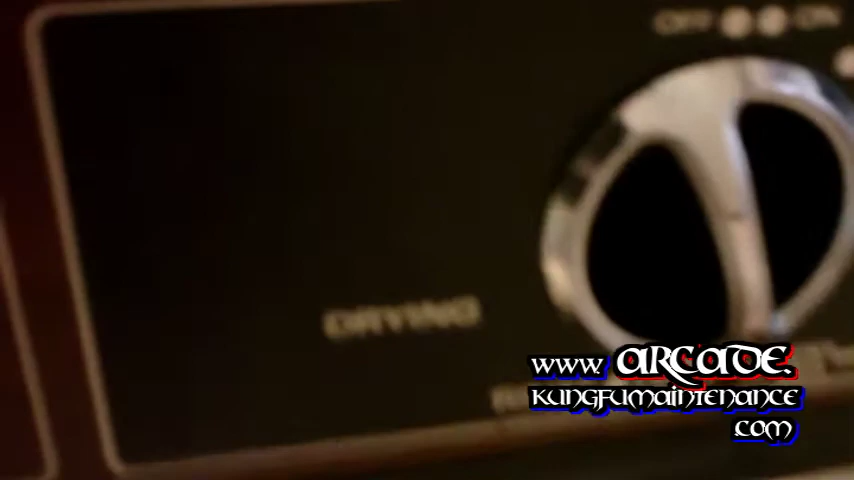 OFF ON
DRYING
www. ARCADE.
KUNGFUMAINTENANCE
.COM